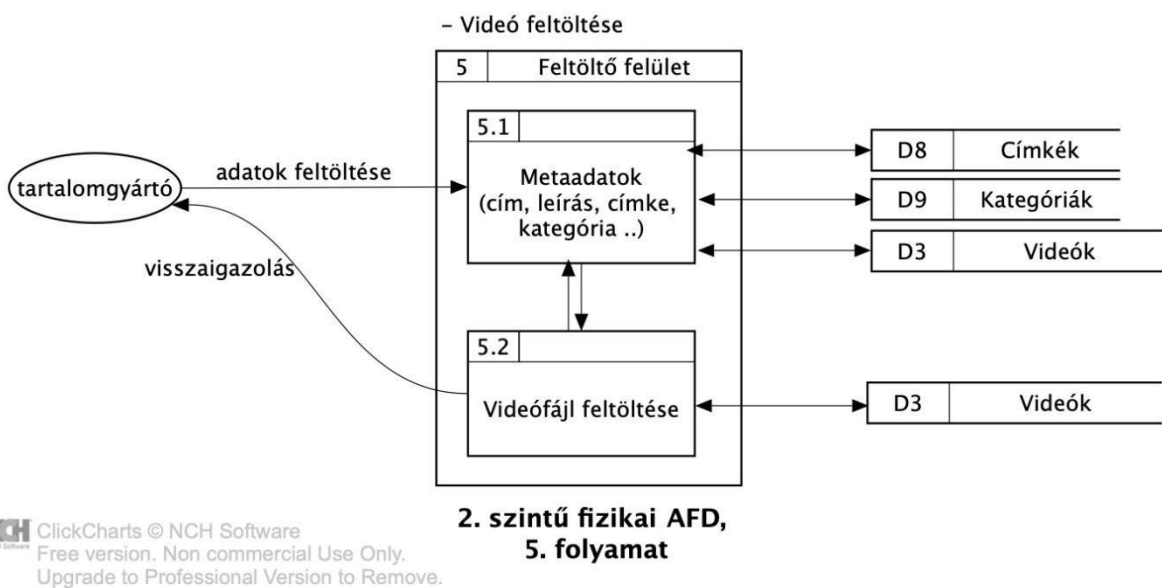 – Videó feltöltése
5 Feltöltő felület
5.1
Metaadatok
(cím, leírás, címke,
kategória ..)
D8 Címkék
D9 Kategóriák
D3 Videók
tartalomgyártó
adatok feltöltése
visszaigazolás
5.2
Videófájl feltöltése
D3 Videók
2. szintű fizikai AFD,
5. folyamat
ClickCharts © NCH Software
Free version. Non commercial Use Only.
Upgrade to Professional Version to Remove.